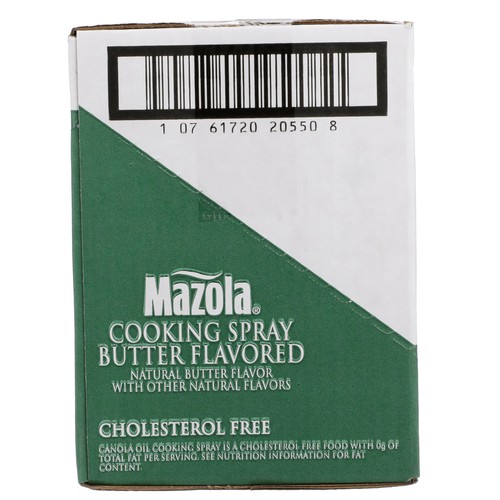 1 07 61720 20550 8
Mazola®
COOKING SPRAY
BUTTER FLAVORED
NATURAL BUTTER FLAVOR
WITH OTHER NATURAL FLAVORS
CHOLESTEROL FREE
CANOLA OIL COOKING SPRAY IS A CHOLESTEROL FREE FOOD WITH 0g OF
TOTAL FAT PER SERVING. SEE NUTRITION INFORMATION FOR FAT
CONTENT.